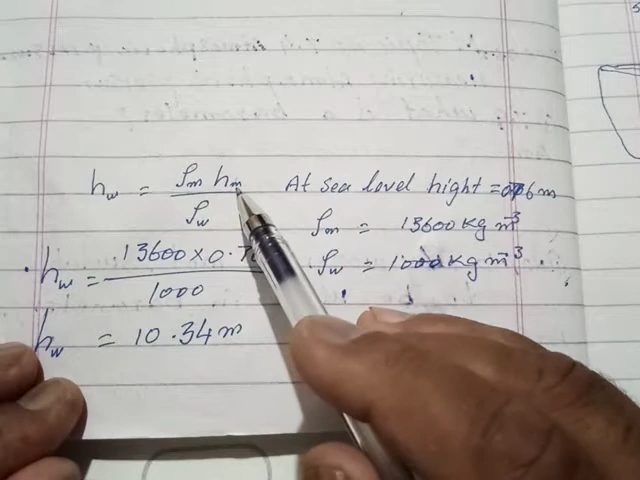 hw = ρm hm / ρw
At sea level hight = 0.76 m
ρm = 13600 kg m⁻³
ρw = 1000 kg m⁻³
hw = 13600 x 0.7 / 1000
hw = 10.34 m